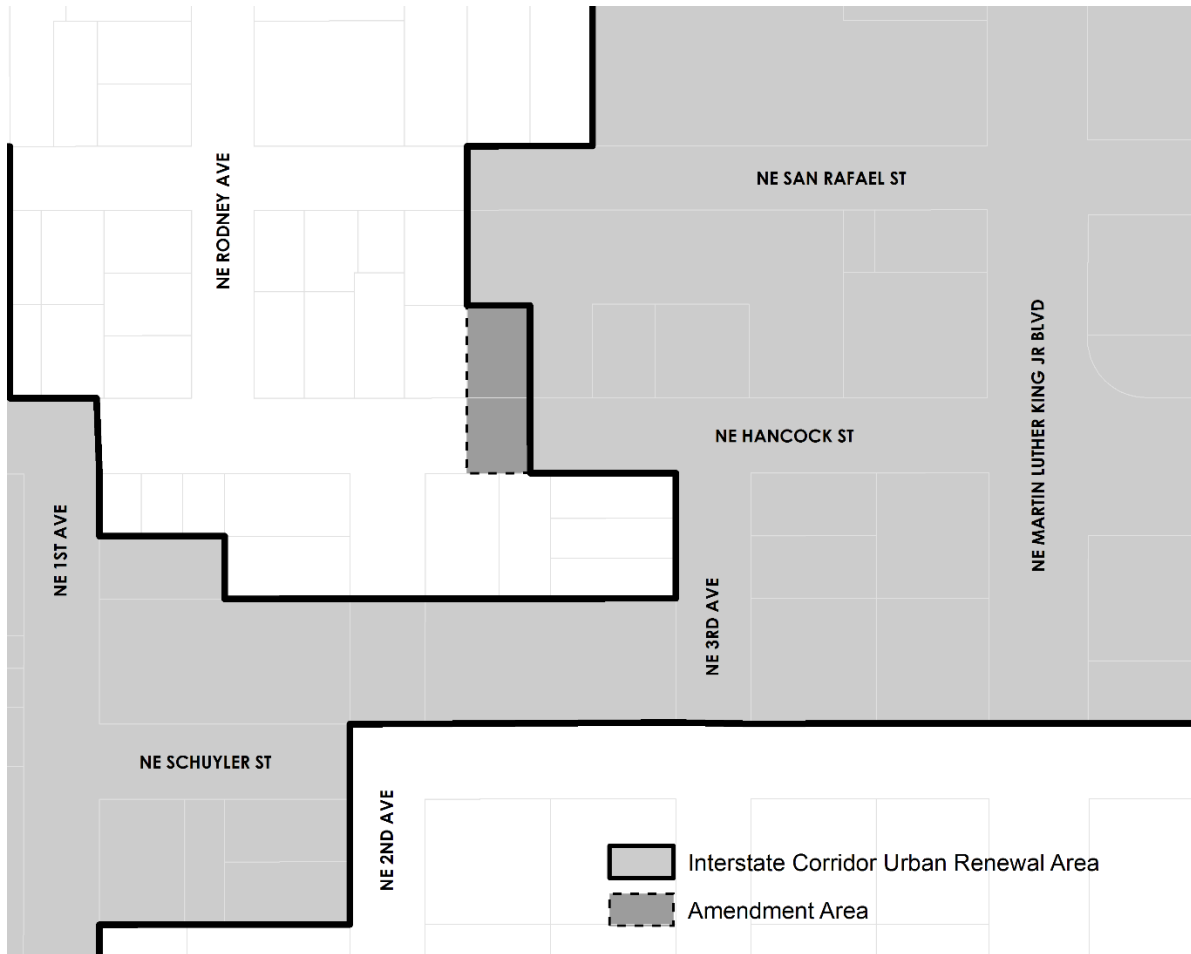 NE SAN RAFAEL ST
NE RODNEY AVE
NE MARTIN LUTHER KING JR BLVD
NE HANCOCK ST
NE 1ST AVE
NE 3RD AVE
NE SCHUYLER ST
NE 2ND AVE
Interstate Corridor Urban Renewal Area
Amendment Area